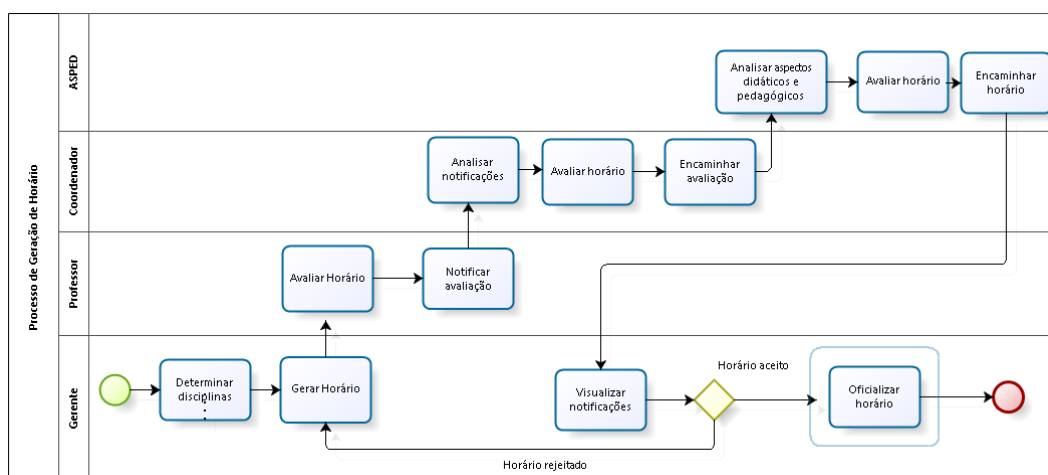 Processo de Geração de Horário
ASPED
Analisar aspectos
didáticos e
pedagógicos
Avaliar horário
Encaminhar
horário
Coordenador
Analisar
notificações
Avaliar horário
Encaminhar
avaliação
Professor
Avaliar Horário
Notificar
avaliação
Gerente
Determinar
disciplinas
Gerar Horário
Visualizar
notificações
Horário aceito
Oficializar
horário
Horário rejeitado